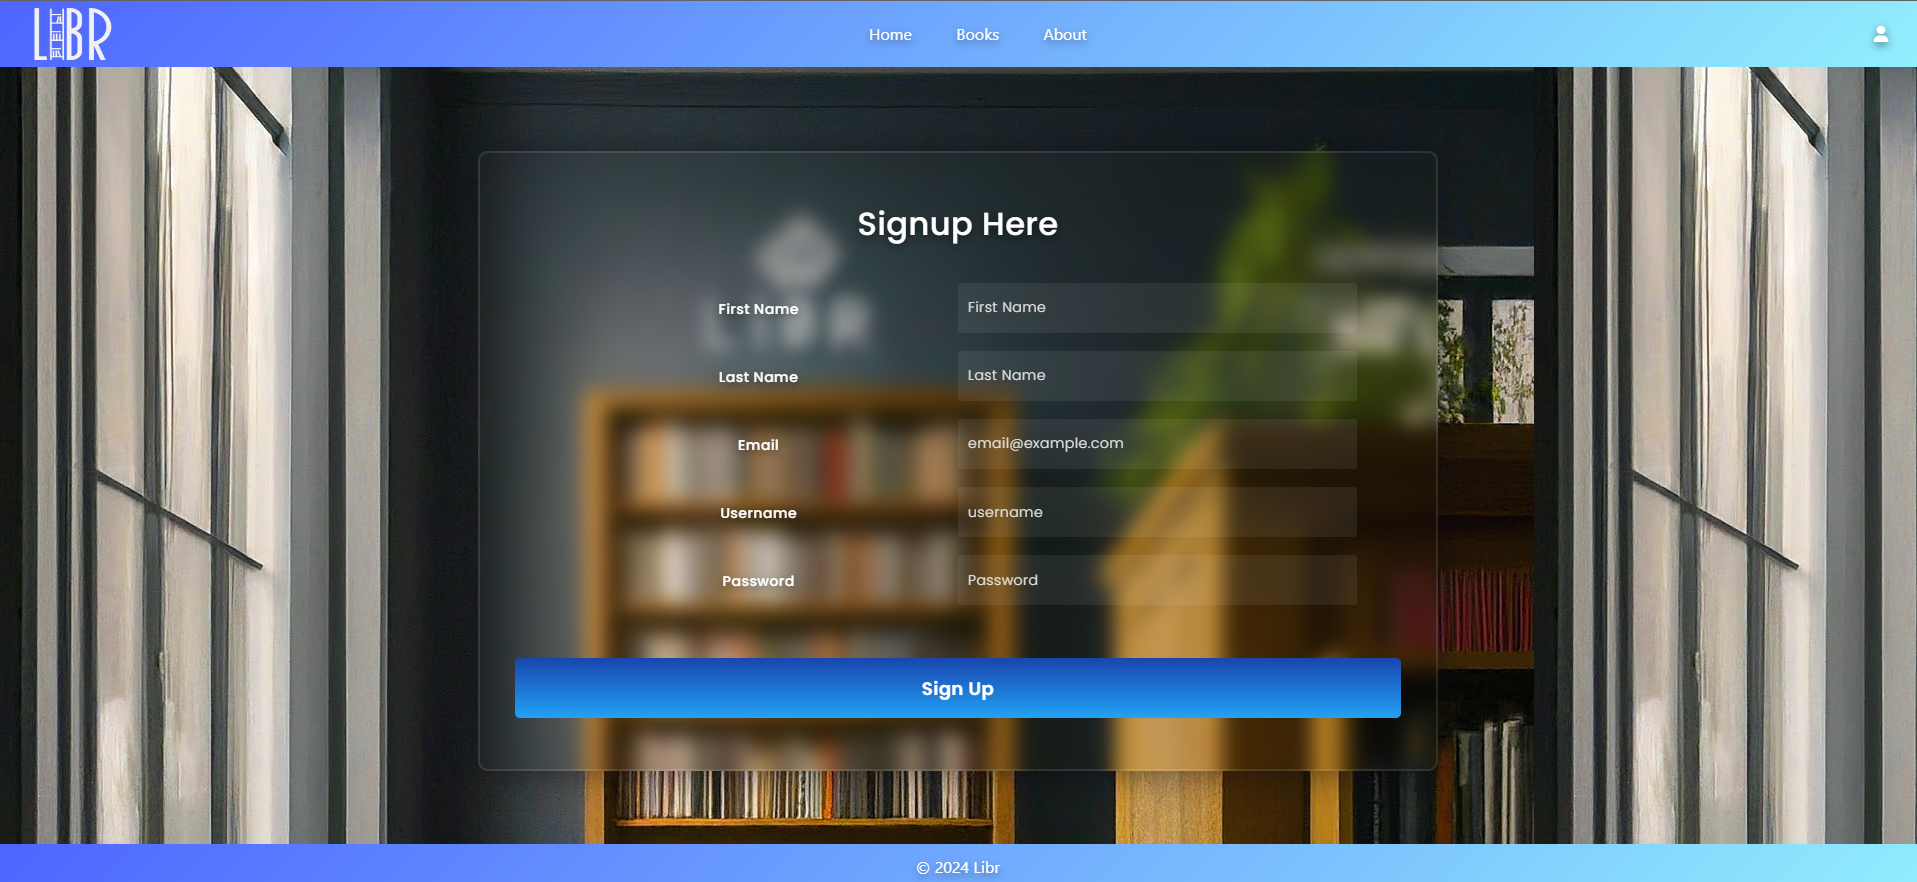 LIBR
Home
Books
About
Signup Here
LIBR
First Name
First Name
Last Name
Last Name
Email
email@example.com
Username
username
Password
Password
Sign Up
© 2024 Libr